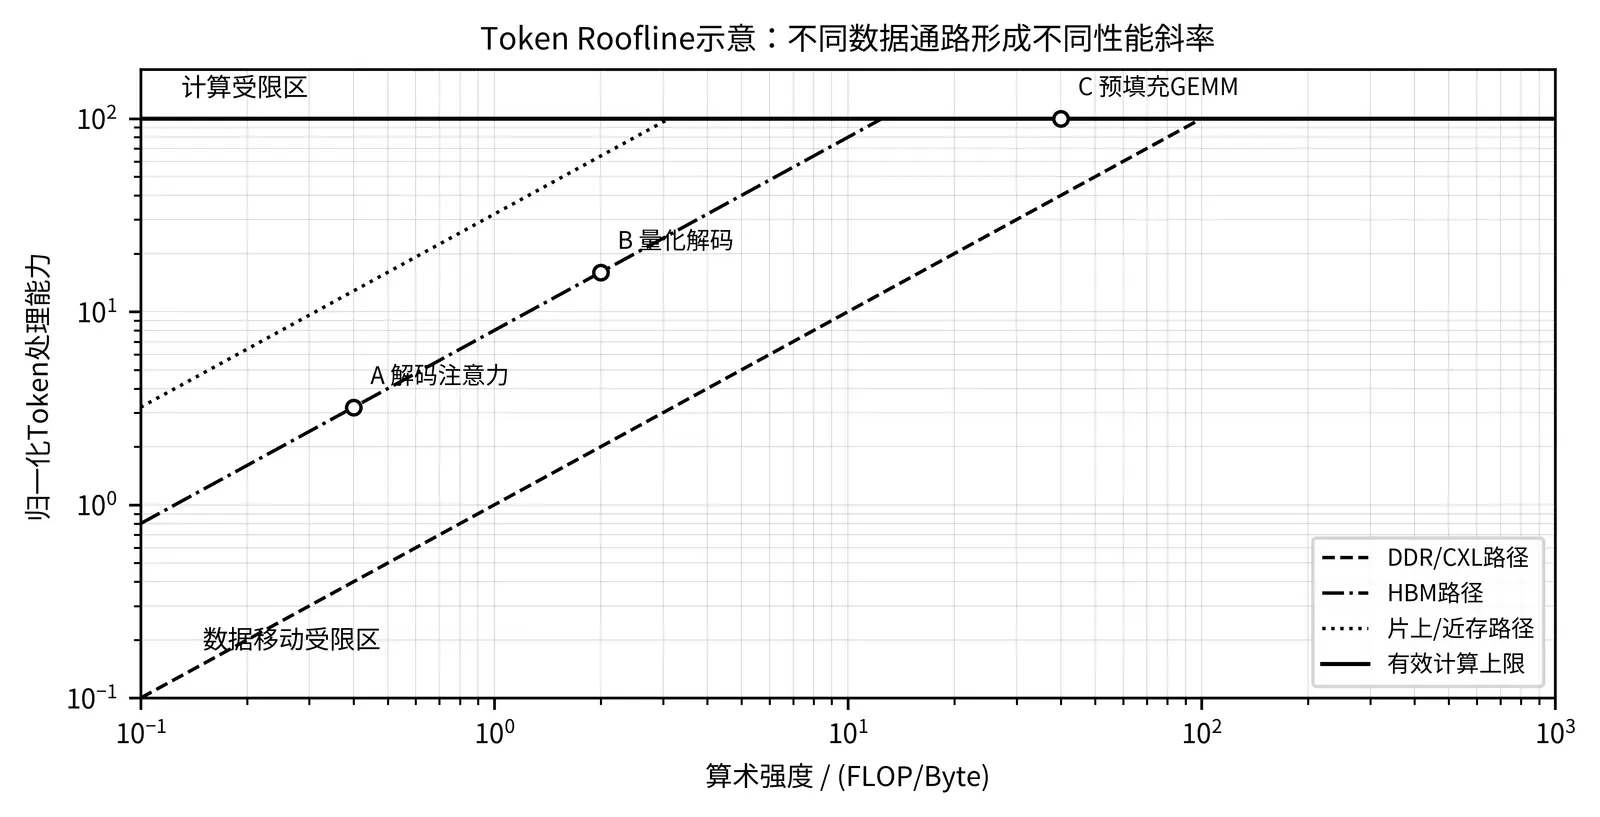 Token Roofline示意：不同数据通路形成不同性能斜率
计算受限区
C 预填充GEMM
10²
B 量化解码
10¹
A 解码注意力
10⁰
归一化Token处理能力
数据移动受限区
10⁻¹
DDR/CXL路径
HBM路径
片上/近存路径
有效计算上限
10⁻¹ 10⁰ 10¹ 10² 10³
算术强度 / (FLOP/Byte)